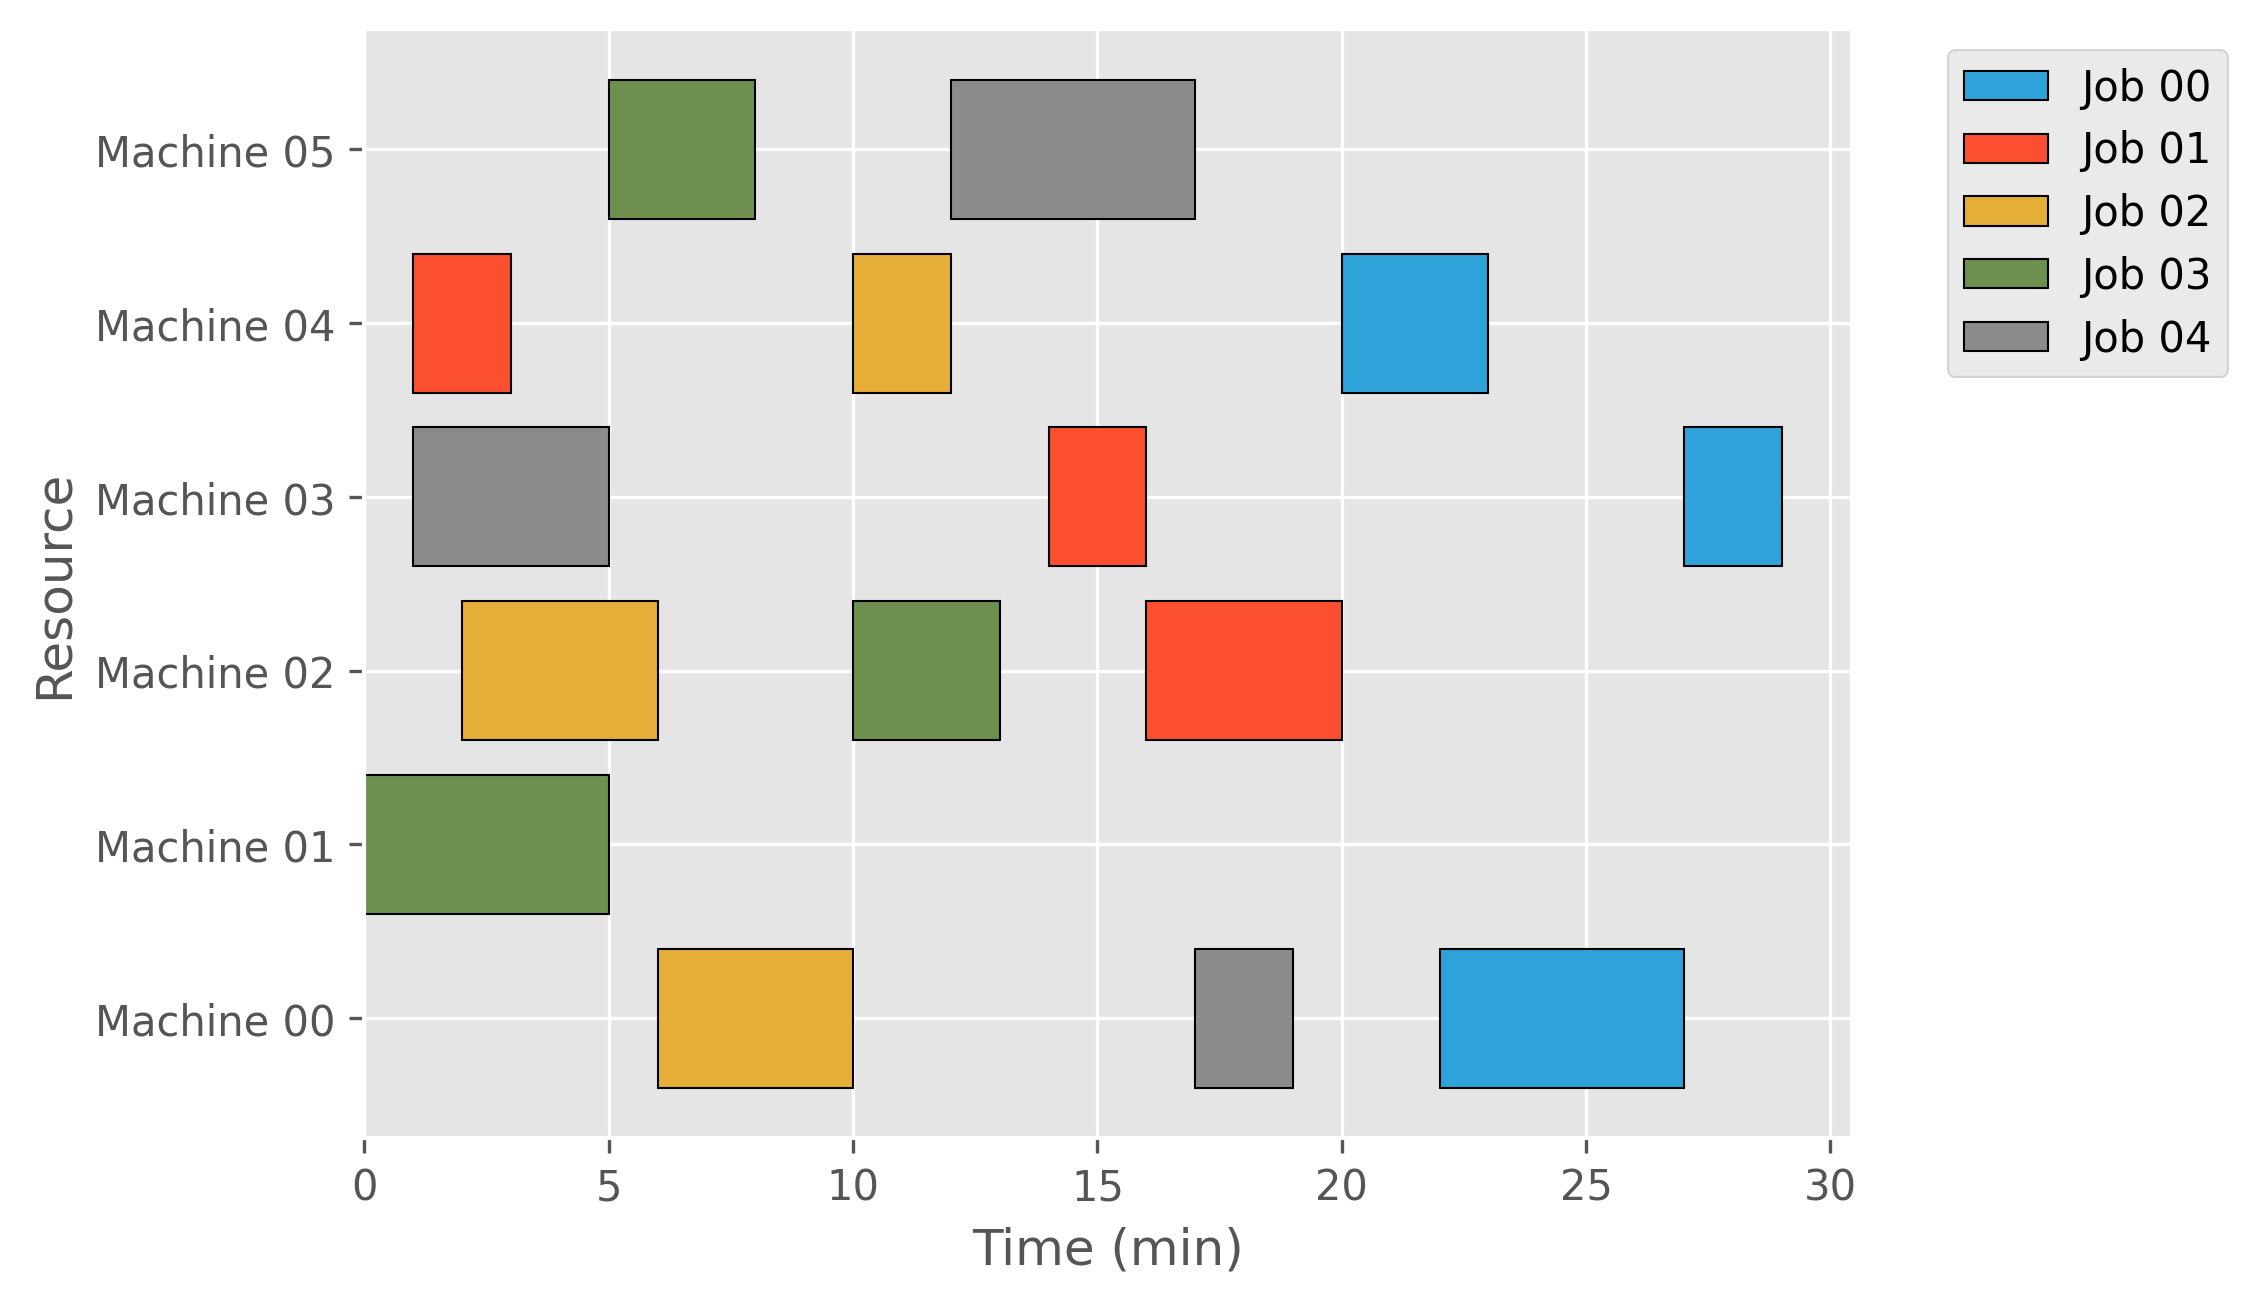 Machine 05
Machine 04
Machine 03
Machine 02
Machine 01
Machine 00
Resource
0 5 10 15 20 25 30
Time (min)
Job 00
Job 01
Job 02
Job 03
Job 04